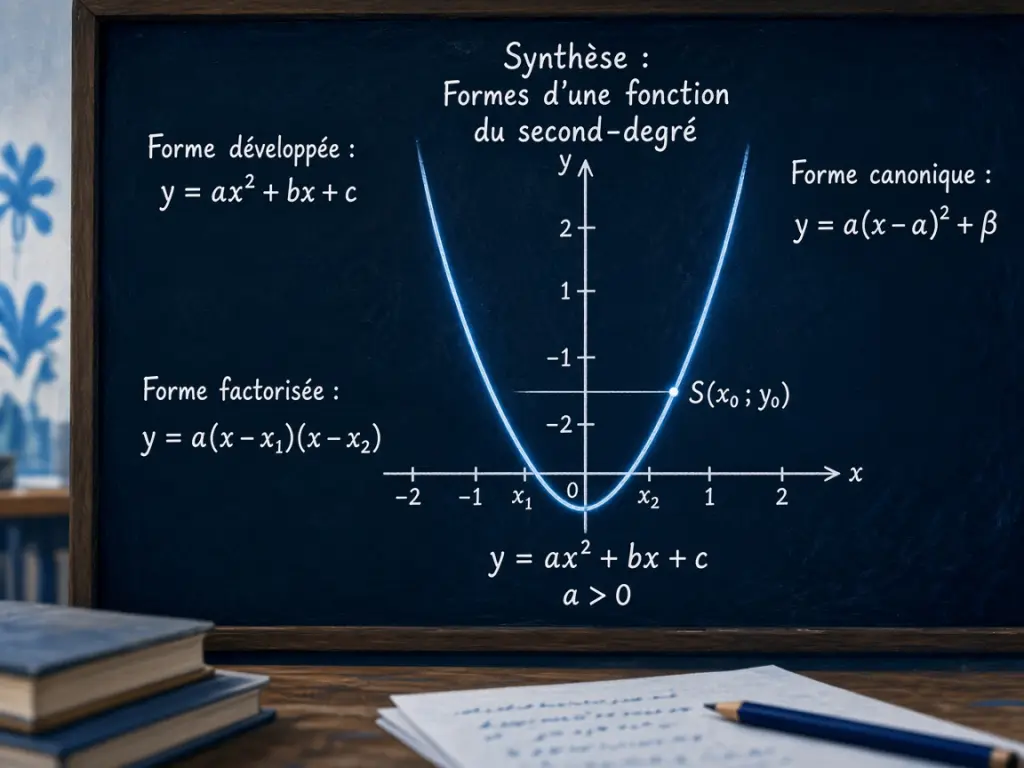 Synthèse :
Formes d'une fonction
du second-degré
Forme développée :
y = ax² + bx + c
Forme canonique :
y = a(x – a)² + β
Forme factorisée :
y = a(x – x₁)(x – x₂)
y
2
1
–1
–2
S(x₀ ; y₀)
x
–2 –1 x₁ 0 x₂ 1 2
y = ax² + bx + c
a > 0